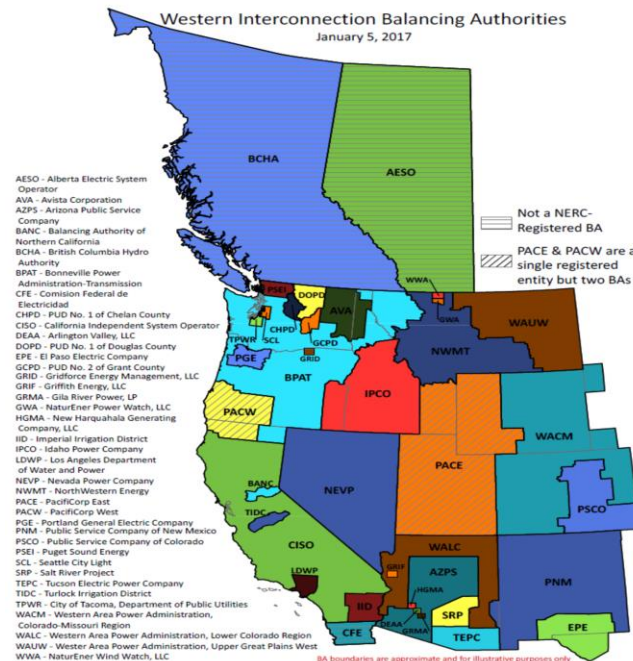 Western Interconnection Balancing Authorities
January 5, 2017
BCHA
AESO
AESO - Alberta Electric System
Operator
AVA - Avista Corporation
AZPS - Arizona Public Service
Company
BANC - Balancing Authority of
Northern California
BCHA - British Columbia Hydro
Authority
BPAT - Bonneville Power
Administration-Transmission
CFE - Comision Federal de
Electricidad
CHPD - PUD No. 1 of Chelan County
CISO - California Independent System Operator
DEAA - Arlington Valley, LLC
DOPD - PUD No. 1 of Douglas County
EPE - El Paso Electric Company
GCPD - PUD No. 2 of Grant County
GRID - Gridforce Energy Management, LLC
GRIF - Griffith Energy, LLC
GRMA - Gila River Power, LP
GWA - NaturEner Power Watch, LLC
HGMA - New Harquahala Generating
Company, LLC
IID - Imperial Irrigation District
IPCO - Idaho Power Company
LDWP - Los Angeles Department
of Water and Power
NEVP - Nevada Power Company
NWMT - NorthWestern Energy
PACE - PacifiCorp East
PACW - PacifiCorp West
PGE - Portland General Electric Company
PNM - Public Service Company of New Mexico
PSCO - Public Service Company of Colorado
PSEI - Puget Sound Energy
SCL - Seattle City Light
SRP - Salt River Project
TEPC - Tucson Electric Power Company
TIDC - Turlock Irrigation District
TPWR - City of Tacoma, Department of Public Utilities
WACM - Western Area Power Administration,
Colorado-Missouri Region
WALC - Western Area Power Administration, Lower Colorado Region
WAUW - Wester Area Power Administration, Upper Great Plains West
WWA - NaturEner Wind Watch, LLC
Not a NERC-
Registered BA
PACE & PACW are a
single registered
entity but two BAs
WWA
PSEI
DOPD
AVA
GWA
WAUW
CHPD
GCPD
TPWR
SCL
NWMT
PGE
GRID
BPAT
IPCO
PACW
WACM
PACE
BANC
NEVP
PSCO
TIDC
CISO
WALC
LDWP
GRIF
AZPS
PNM
HGMA
IID
SRP
DEAA
GRMA
CFE
TEPC
EPE
BA boundaries are approximate and for illustrative purposes only